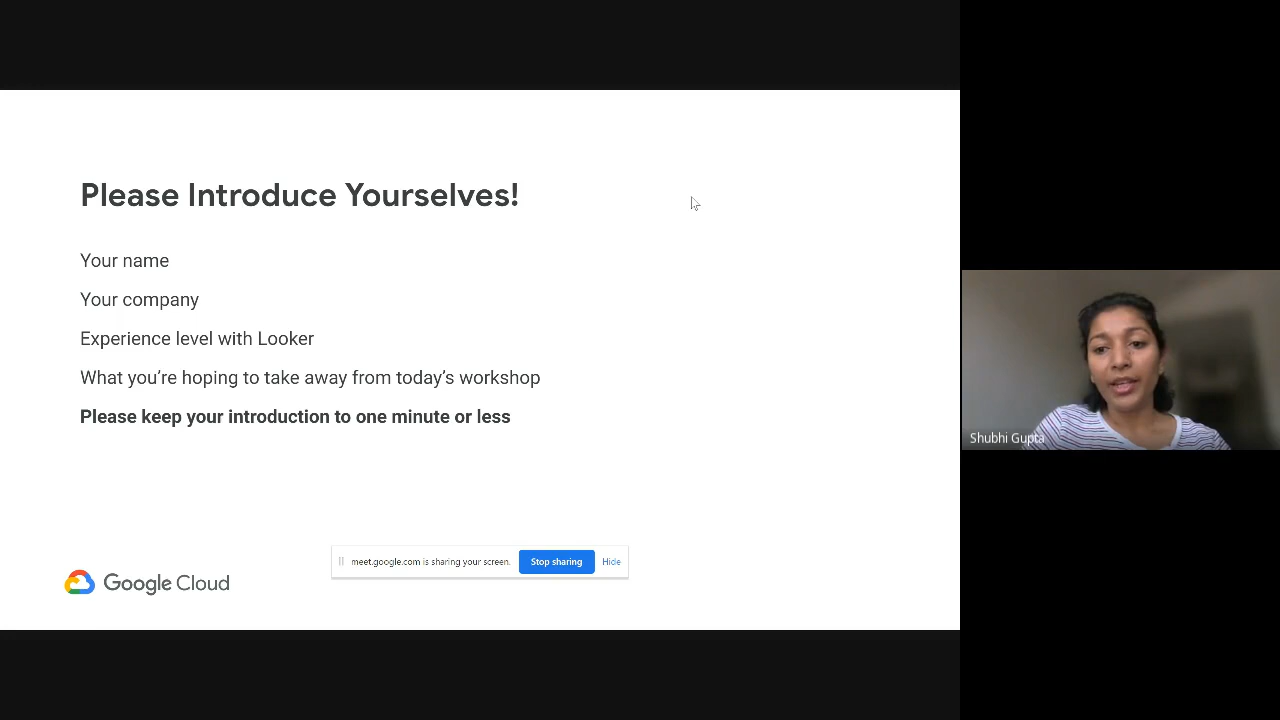 Please Introduce Yourselves!
Your name
Your company
Experience level with Looker
What you're hoping to take away from today's workshop
Please keep your introduction to one minute or less
Shubhi Gupta
meet.google.com is sharing your screen.
Stop sharing
Hide
Google Cloud